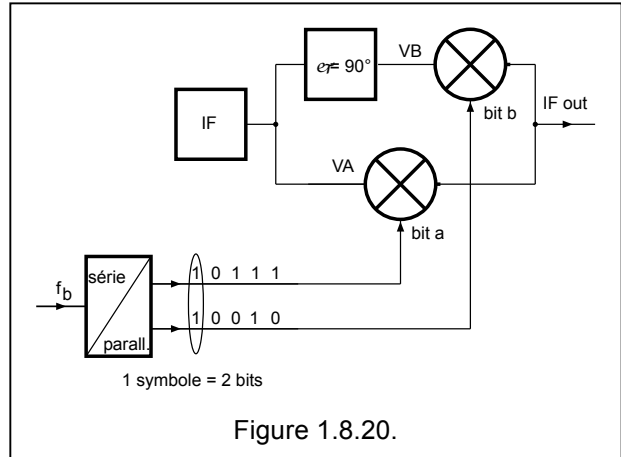 er= 90°
VB
IF
IF out
bit b
VA
bit a
f b
série
1 0 1 1 1
1 0 0 1 0
parall.
1 symbole = 2 bits
Figure 1.8.20.